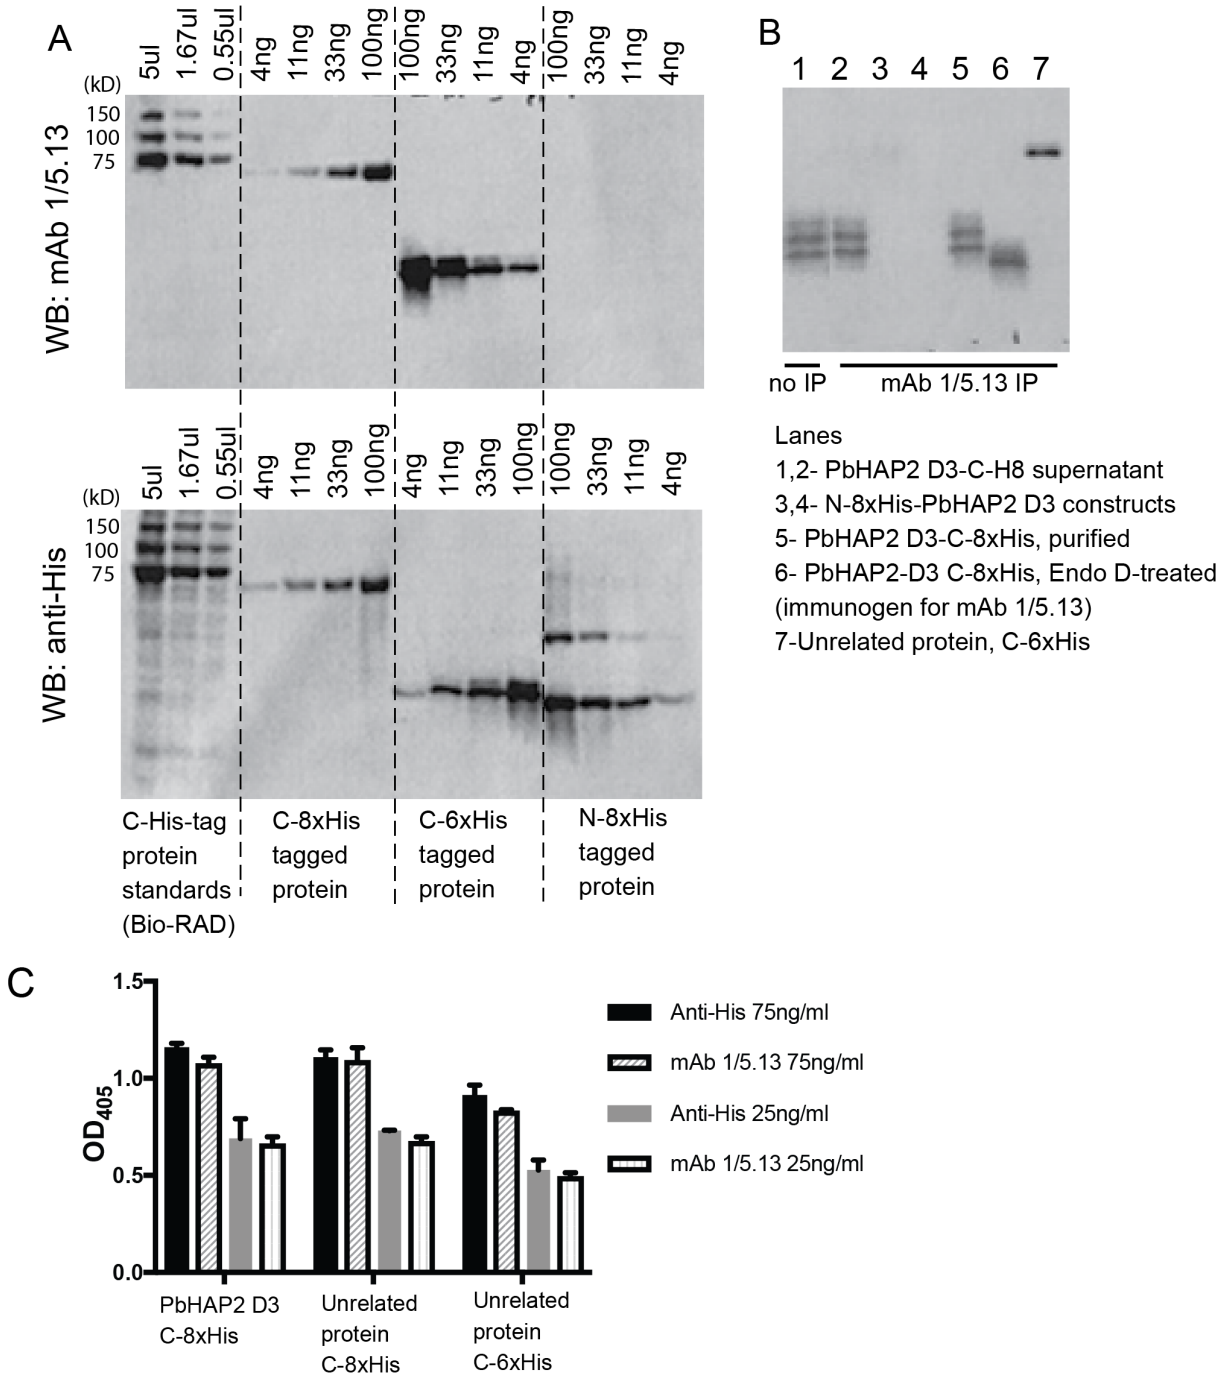 A
5ul 1.67ul 0.55ul 4ng 11ng 33ng 100ng 100ng 33ng 11ng 4ng 100ng 33ng 11ng 4ng
(kD)
150
100
75
WB: mAb 1/5.13
5ul 1.67ul 0.55ul 4ng 11ng 33ng 100ng 4ng 11ng 33ng 100ng 100ng 33ng 11ng 4ng
(kD)
150
100
75
WB: anti-His
C-His-tag
protein
standards
(Bio-RAD)
C-8xHis
tagged
protein
C-6xHis
tagged
protein
N-8xHis
tagged
protein
B
1 2 3 4 5 6 7
no IP mAb 1/5.13 IP
Lanes
1,2- PbHAP2 D3-C-H8 supernatant
3,4- N-8xHis-PbHAP2 D3 constructs
5- PbHAP2 D3-C-8xHis, purified
6- PbHAP2-D3 C-8xHis, Endo D-treated
(immunogen for mAb 1/5.13)
7-Unrelated protein, C-6xHis
C
OD405
1.5
1.0
0.5
0.0
PbHAP2 D3
C-8xHis
Unrelated
protein
C-8xHis
Unrelated
protein
C-6xHis
Anti-His 75ng/ml
mAb 1/5.13 75ng/ml
Anti-His 25ng/ml
mAb 1/5.13 25ng/ml